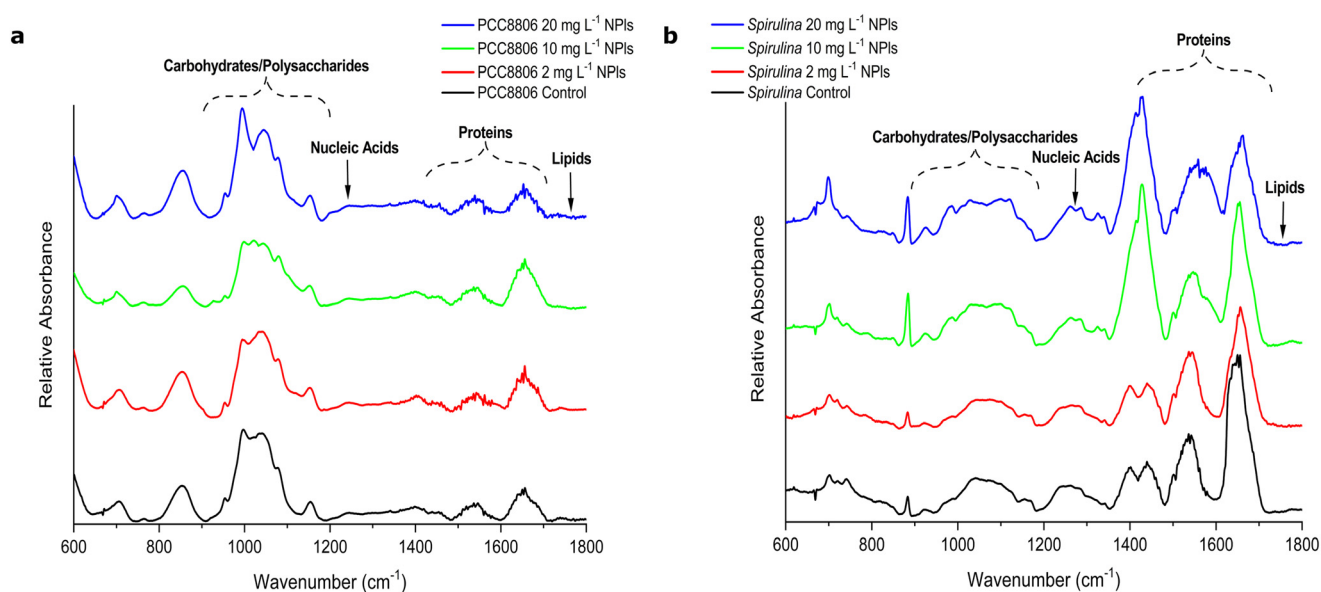 a
PCC8806 20 mg L⁻¹ NPls
PCC8806 10 mg L⁻¹ NPls
PCC8806 2 mg L⁻¹ NPls
PCC8806 Control
Carbohydrates/Polysaccharides
Nucleic Acids
Proteins
Lipids
Relative Absorbance
600 800 1000 1200 1400 1600 1800
Wavenumber (cm⁻¹)
b
Spirulina 20 mg L⁻¹ NPls
Spirulina 10 mg L⁻¹ NPls
Spirulina 2 mg L⁻¹ NPls
Spirulina Control
Proteins
Carbohydrates/Polysaccharides
Nucleic Acids
Lipids
Relative Absorbance
600 800 1000 1200 1400 1600 1800
Wavenumber (cm⁻¹)